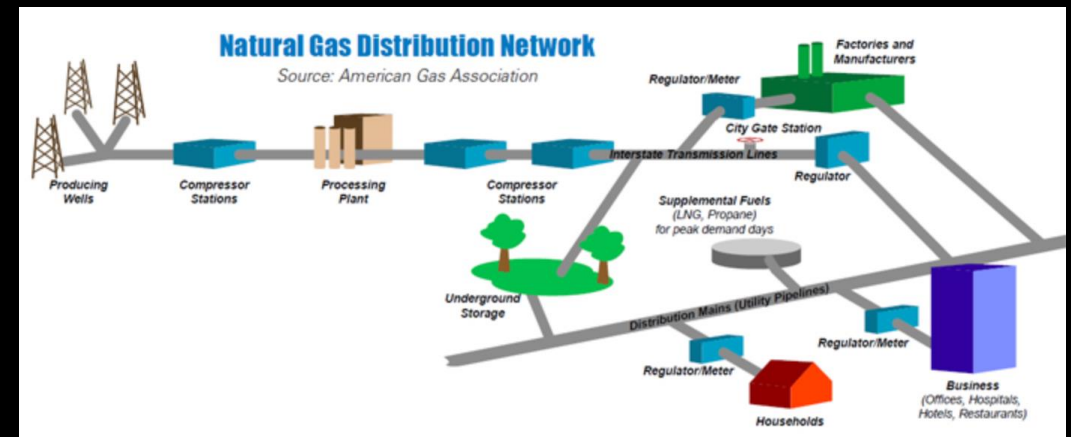 Natural Gas Distribution Network
Source: American Gas Association
Factories and
Manufacturers
Regulator/Meter
City Gate Station
Interstate Transmission Lines
Regulator
Producing
Wells
Compressor
Stations
Processing
Plant
Compressor
Stations
Supplemental Fuels
(LNG, Propane)
for peak demand days
Underground
Storage
Distribution Mains (Utility Pipelines)
Regulator/Meter
Regulator/Meter
Households
Business
(Offices, Hospitals,
Hotels, Restaurants)